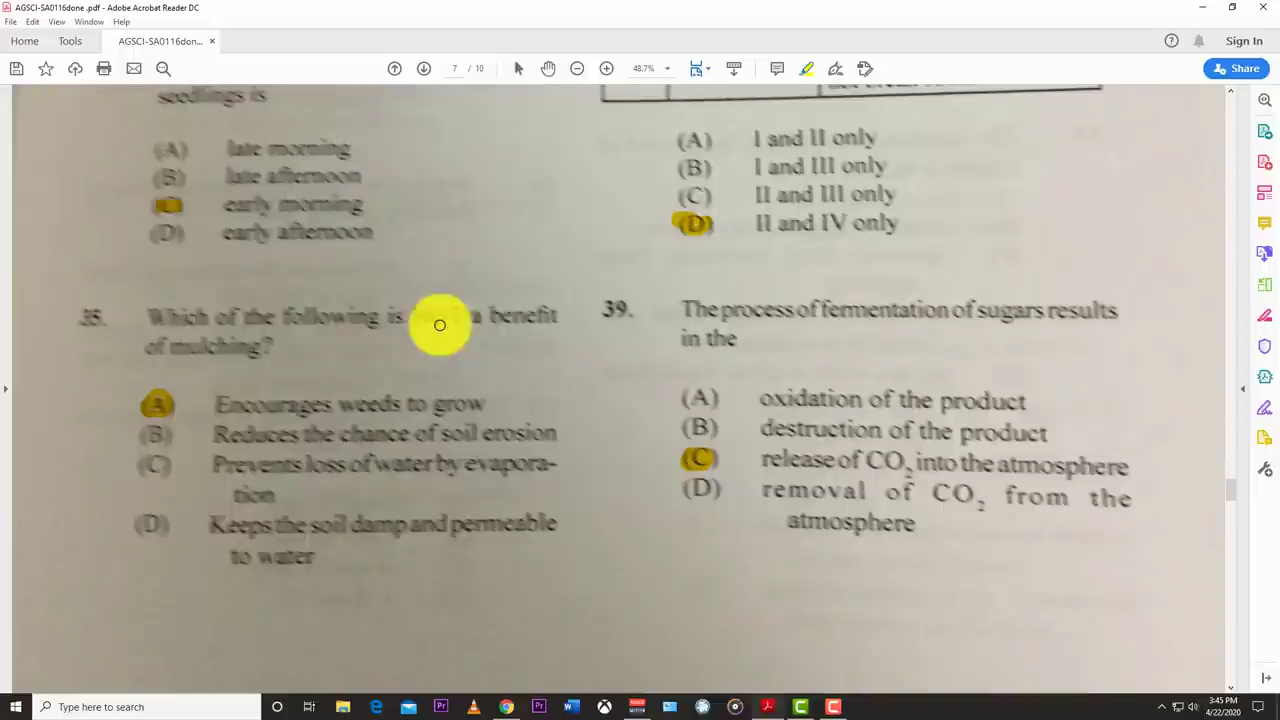 AGSCI-SA0116done .pdf - Adobe Acrobat Reader DC
File Edit View Window Help
Home Tools AGSCI-SA0116don... × Sign In
7 / 10 48.7% Share
seedlings is
(A) late morning
(B) late afternoon
(C) early morning
(D) early afternoon
35. Which of the following is a benefit
of mulching?
(A) Encourages weeds to grow
(B) Reduces the chance of soil erosion
(C) Prevents loss of water by evapora-
tion
(D) Keeps the soil damp and permeable
to water
(A) I and II only
(B) I and III only
(C) II and III only
(D) II and IV only
39. The process of fermentation of sugars results
in the
(A) oxidation of the product
(B) destruction of the product
(C) release of CO₂ into the atmosphere
(D) removal of CO₂ from the
atmosphere
Type here to search
3:45 PM
4/22/2020